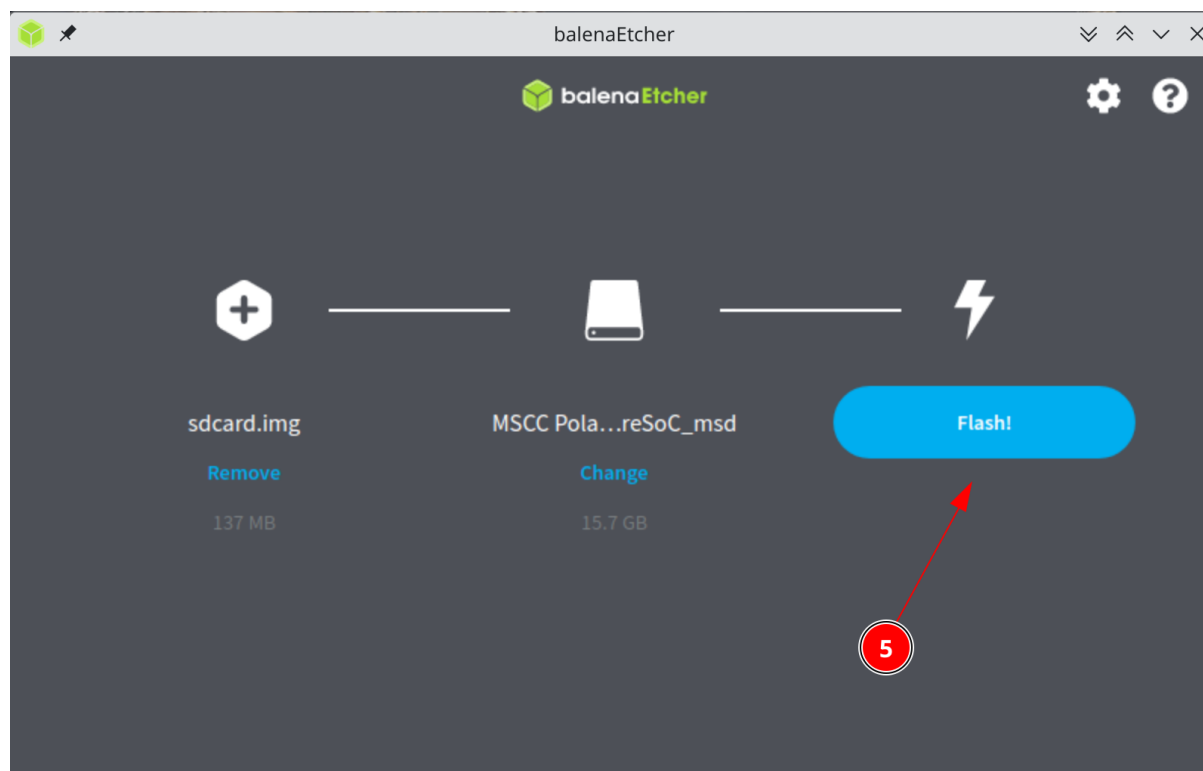 balenaEtcher
balenaEtcher
sdcard.img
MSCC Pola…reSoC_msd
Flash!
Remove
Change
137 MB
15.7 GB
5